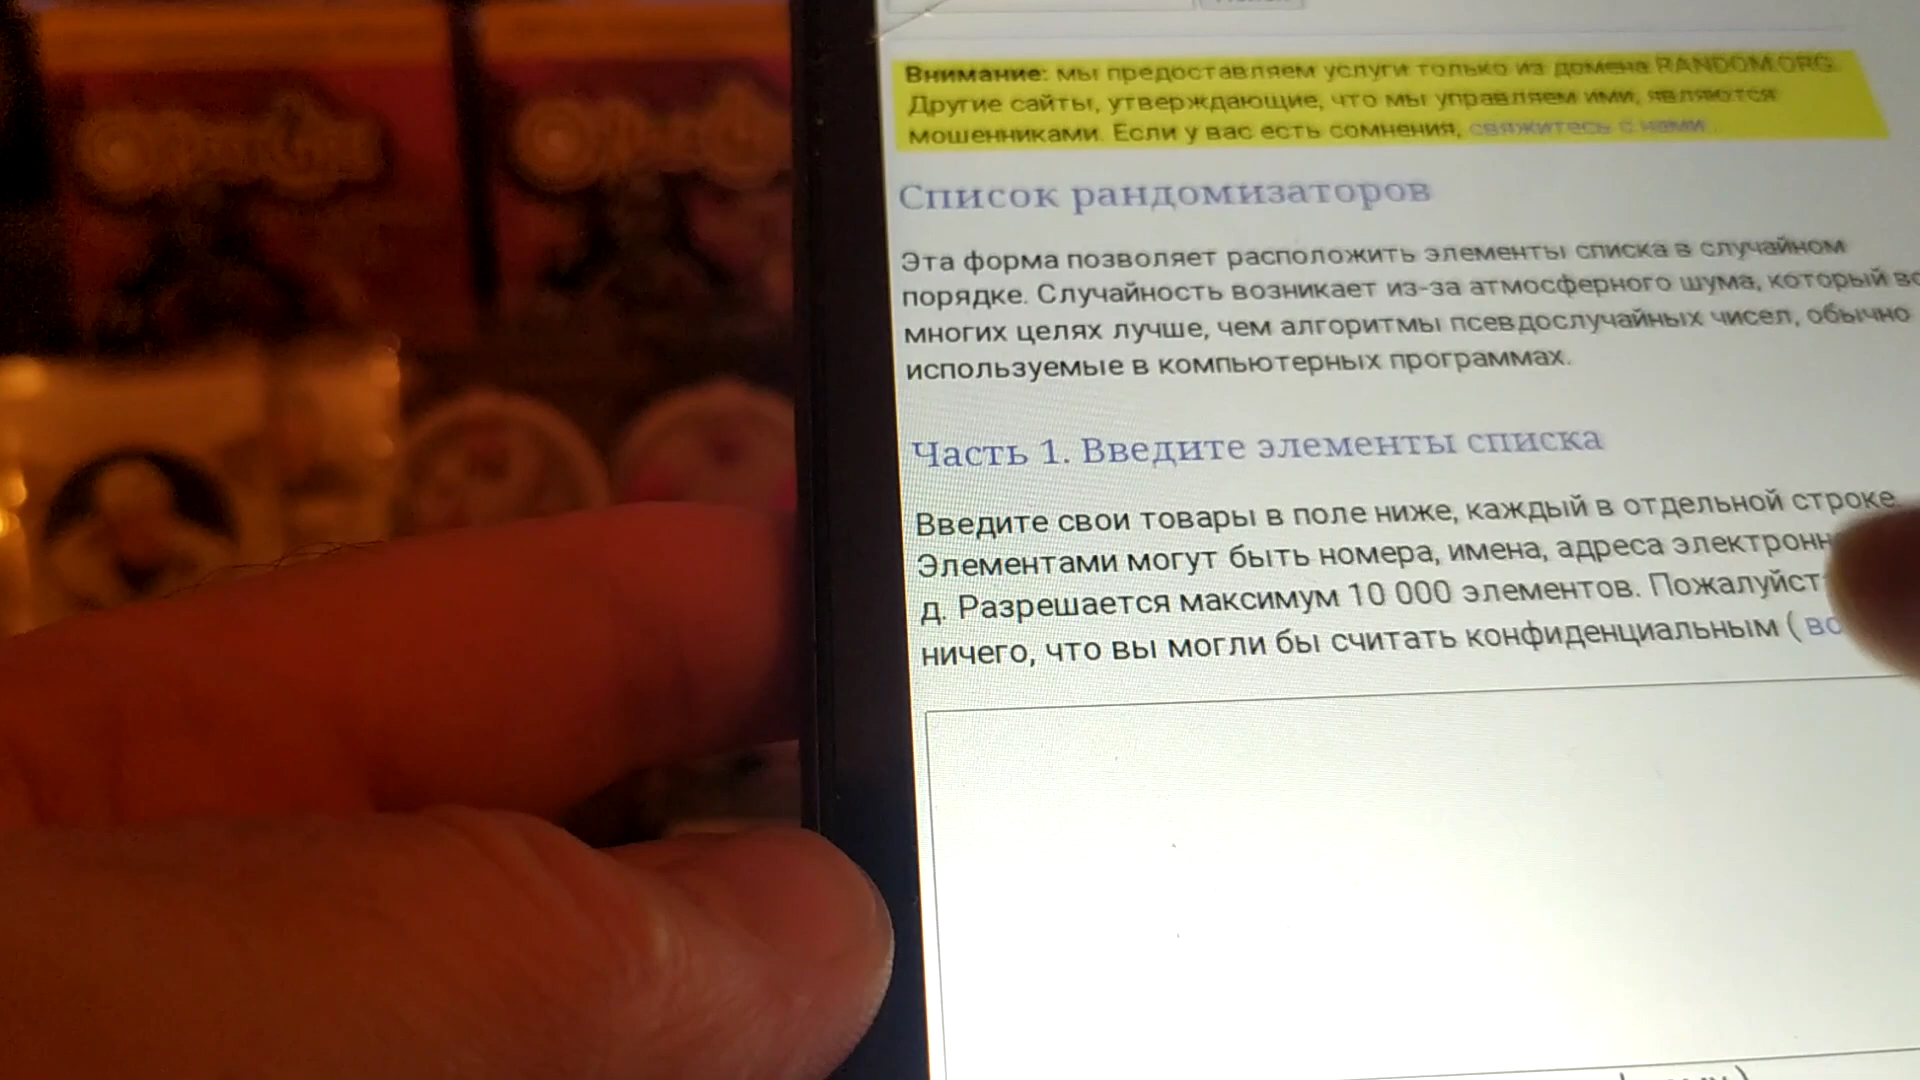 Внимание: мы предоставляем услуги только из домена RANDOM.ORG.
Другие сайты, утверждающие, что мы управляем ими, являются
мошенниками. Если у вас есть сомнения, свяжитесь с нами.
Список рандомизаторов
Эта форма позволяет расположить элементы списка в случайном
порядке. Случайность возникает из-за атмосферного шума, который во
многих целях лучше, чем алгоритмы псевдослучайных чисел, обычно
используемые в компьютерных программах.
Часть 1. Введите элементы списка
Введите свои товары в поле ниже, каждый в отдельной строке.
Элементами могут быть номера, имена, адреса электронн
д. Разрешается максимум 10 000 элементов. Пожалуйст
ничего, что вы могли бы считать конфиденциальным ( во